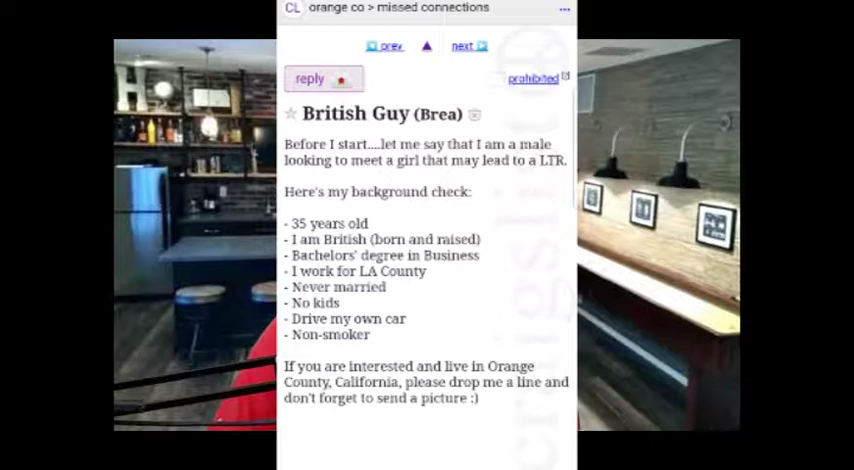 CL orange co > missed connections
prev next
reply prohibited
British Guy (Brea)
Before I start....let me say that I am a male
looking to meet a girl that may lead to a LTR.
Here's my background check:
- 35 years old
- I am British (born and raised)
- Bachelors' degree in Business
- I work for LA County
- Never married
- No kids
- Drive my own car
- Non-smoker
If you are interested and live in Orange
County, California, please drop me a line and
don't forget to send a picture :)
craigslist